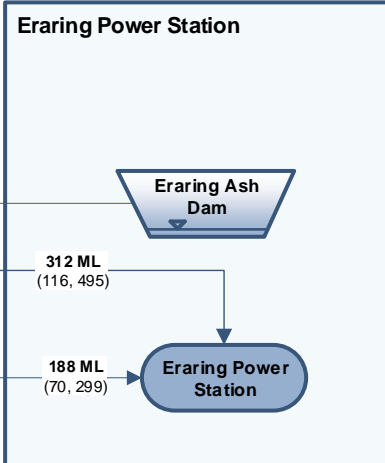 Eraring Power Station
Eraring Ash
Dam
312 ML
(116, 495)
188 ML
(70, 299)
Eraring Power
Station